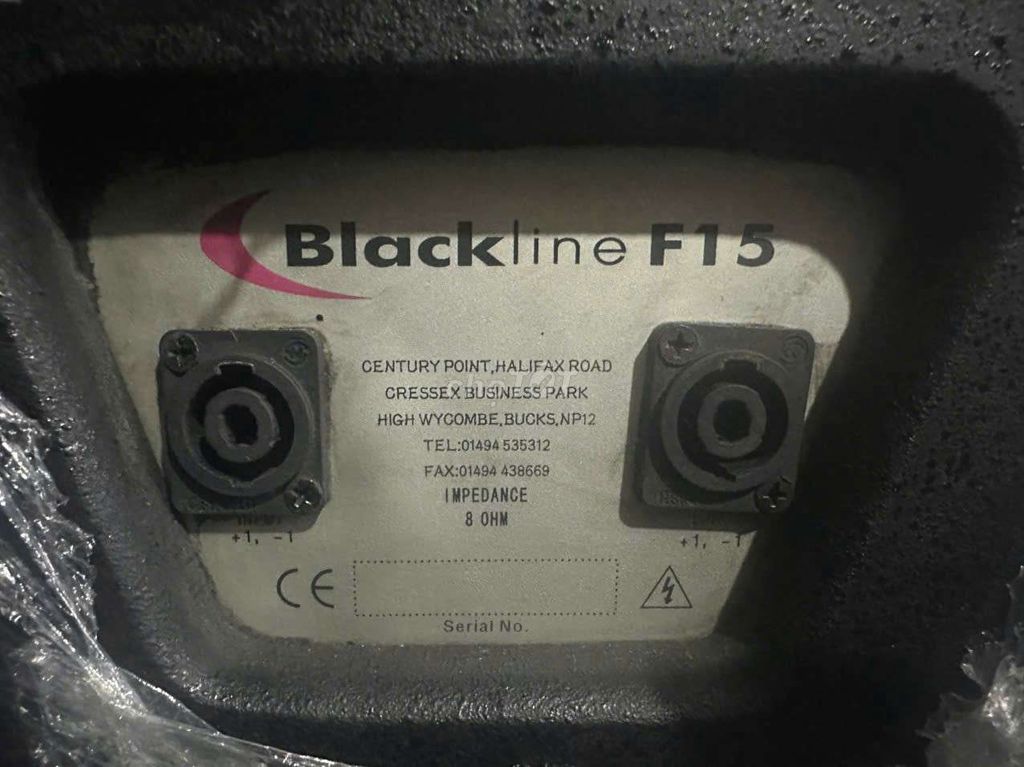 Blackline F15
CENTURY POINT,HALIFAX ROAD
CRESSEX BUSINESS PARK
HIGH WYCOMBE,BUCKS,NP12
TEL:01494 535312
FAX:01494 438669
IMPEDANCE
8 OHM
+1, -1
+1, -1
CE
Serial No.